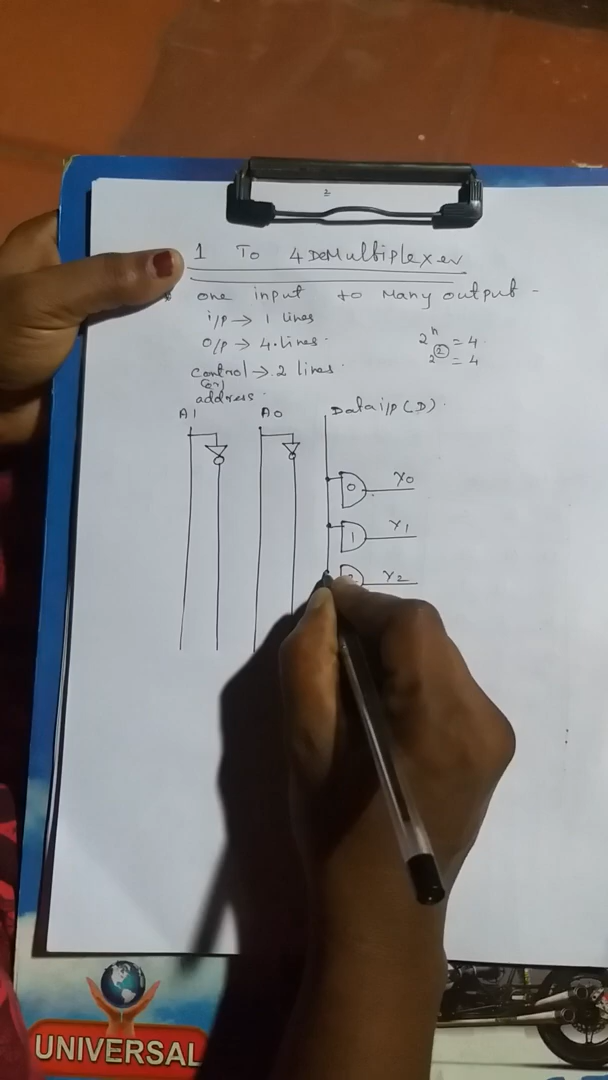 1 To 4 DeMultiplexer
* one input to Many output -
i/p → 1 lines
o/p → 4 lines.
2^n = 4
2^2 = 4
control → 2 lines.
(or)
address.
A1 A0 Data i/p (D).
0 Y0
1 Y1
2 Y2
UNIVERSAL